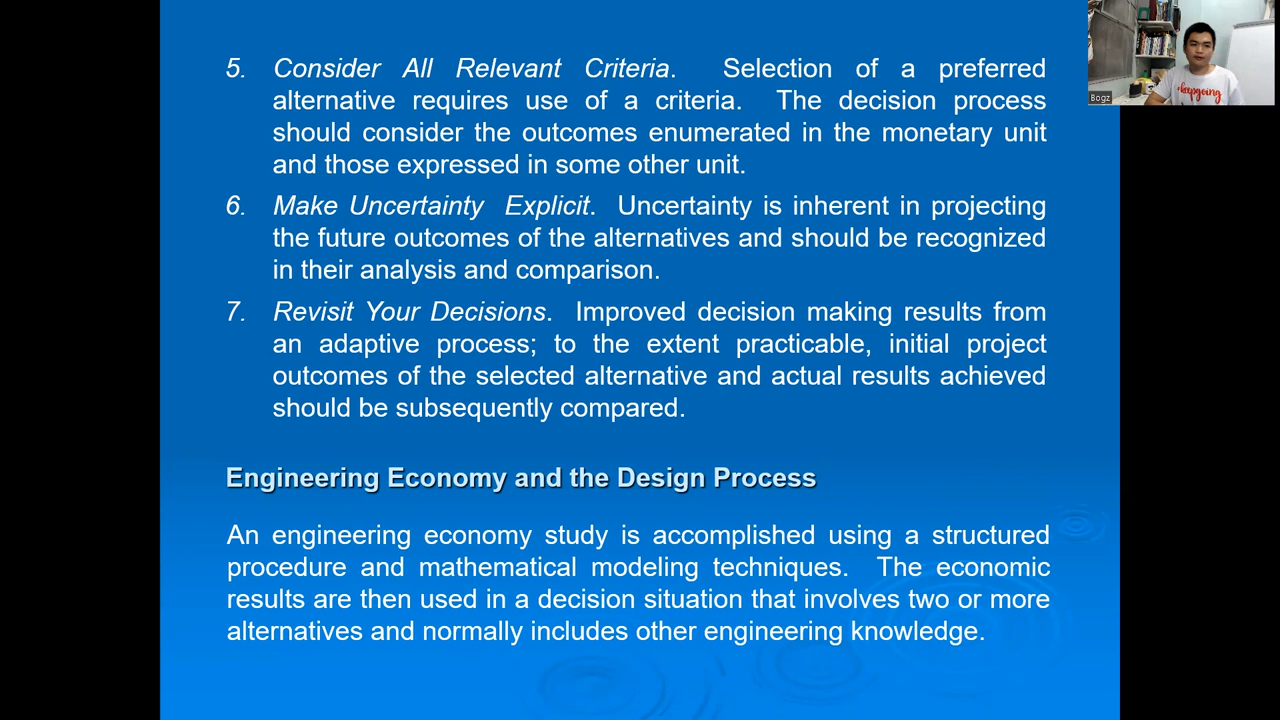 5. Consider All Relevant Criteria. Selection of a preferred
alternative requires use of a criteria. The decision process
should consider the outcomes enumerated in the monetary unit
and those expressed in some other unit.
6. Make Uncertainty Explicit. Uncertainty is inherent in projecting
the future outcomes of the alternatives and should be recognized
in their analysis and comparison.
7. Revisit Your Decisions. Improved decision making results from
an adaptive process; to the extent practicable, initial project
outcomes of the selected alternative and actual results achieved
should be subsequently compared.
Engineering Economy and the Design Process
An engineering economy study is accomplished using a structured
procedure and mathematical modeling techniques. The economic
results are then used in a decision situation that involves two or more
alternatives and normally includes other engineering knowledge.
Bogz